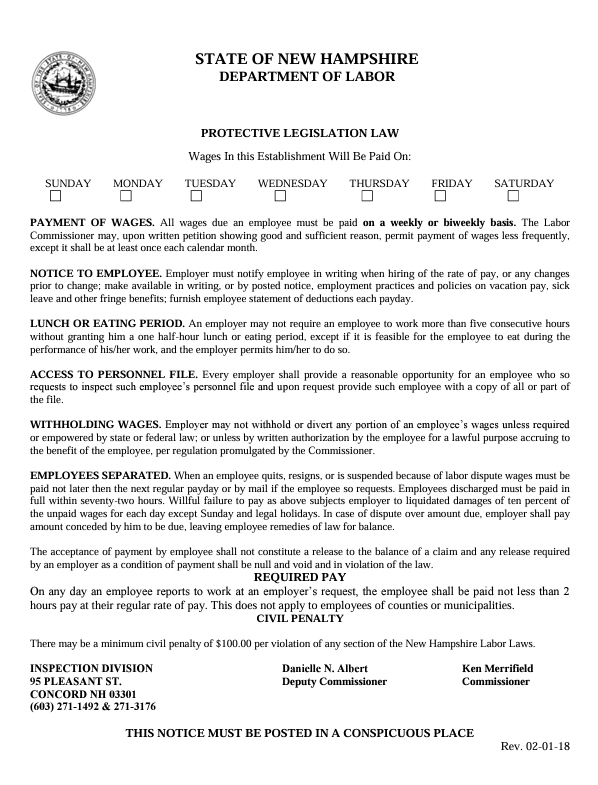 STATE OF NEW HAMPSHIRE
DEPARTMENT OF LABOR
PROTECTIVE LEGISLATION LAW
Wages In this Establishment Will Be Paid On:
SUNDAY MONDAY TUESDAY WEDNESDAY THURSDAY FRIDAY SATURDAY
PAYMENT OF WAGES. All wages due an employee must be paid on a weekly or biweekly basis. The Labor
Commissioner may, upon written petition showing good and sufficient reason, permit payment of wages less frequently,
except it shall be at least once each calendar month.
NOTICE TO EMPLOYEE. Employer must notify employee in writing when hiring of the rate of pay, or any changes
prior to change; make available in writing, or by posted notice, employment practices and policies on vacation pay, sick
leave and other fringe benefits; furnish employee statement of deductions each payday.
LUNCH OR EATING PERIOD. An employer may not require an employee to work more than five consecutive hours
without granting him a one half-hour lunch or eating period, except if it is feasible for the employee to eat during the
performance of his/her work, and the employer permits him/her to do so.
ACCESS TO PERSONNEL FILE. Every employer shall provide a reasonable opportunity for an employee who so
requests to inspect such employee's personnel file and upon request provide such employee with a copy of all or part of
the file.
WITHHOLDING WAGES. Employer may not withhold or divert any portion of an employee's wages unless required
or empowered by state or federal law; or unless by written authorization by the employee for a lawful purpose accruing to
the benefit of the employee, per regulation promulgated by the Commissioner.
EMPLOYEES SEPARATED. When an employee quits, resigns, or is suspended because of labor dispute wages must be
paid not later then the next regular payday or by mail if the employee so requests. Employees discharged must be paid in
full within seventy-two hours. Willful failure to pay as above subjects employer to liquidated damages of ten percent of
the unpaid wages for each day except Sunday and legal holidays. In case of dispute over amount due, employer shall pay
amount conceded by him to be due, leaving employee remedies of law for balance.
The acceptance of payment by employee shall not constitute a release to the balance of a claim and any release required
by an employer as a condition of payment shall be null and void and in violation of the law.
REQUIRED PAY
On any day an employee reports to work at an employer's request, the employee shall be paid not less than 2
hours pay at their regular rate of pay. This does not apply to employees of counties or municipalities.
CIVIL PENALTY
There may be a minimum civil penalty of $100.00 per violation of any section of the New Hampshire Labor Laws.
INSPECTION DIVISION Danielle N. Albert Ken Merrifield
95 PLEASANT ST. Deputy Commissioner Commissioner
CONCORD NH 03301
(603) 271-1492 & 271-3176
THIS NOTICE MUST BE POSTED IN A CONSPICUOUS PLACE
Rev. 02-01-18